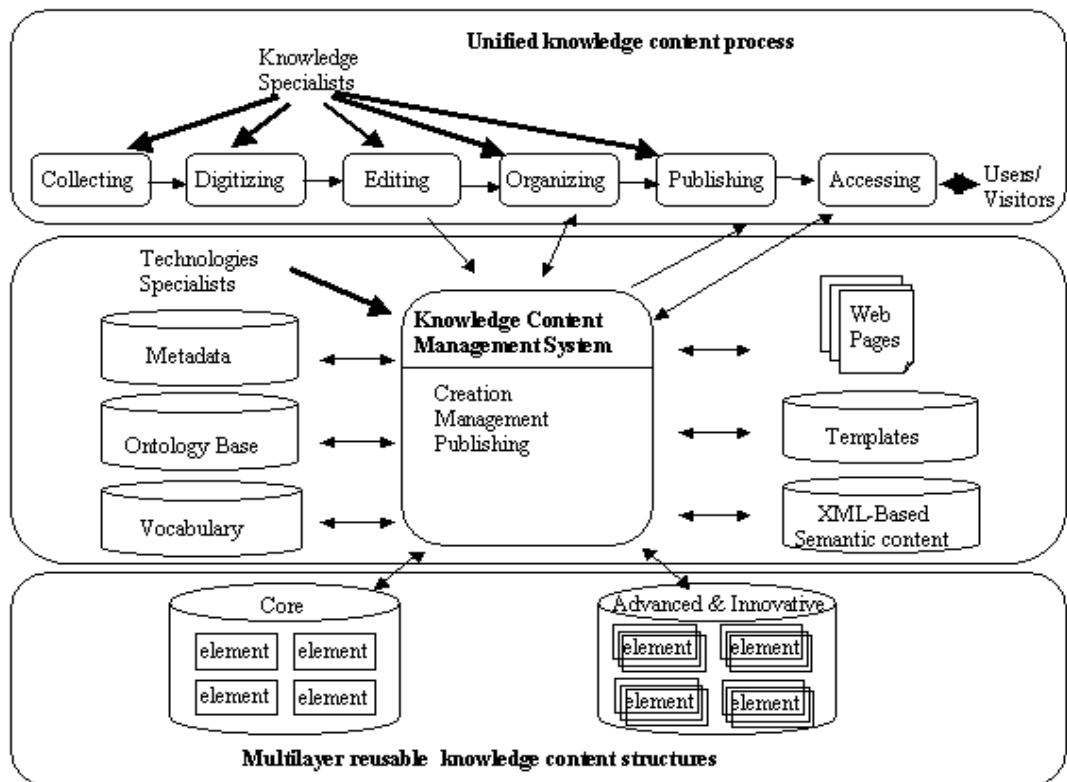 Unified knowledge content process
Knowledge
Specialists
Collecting
Digitizing
Editing
Organizing
Publishing
Accessing
Users/
Visitors
Technologies
Specialists
Metadata
Ontology Base
Vocabulary
Knowledge Content
Management System
Creation
Management
Publishing
Web
Pages
Templates
XML-Based
Semantic content
Core
element element
element element
Advanced & Innovative
element element
element element
Multilayer reusable knowledge content structures